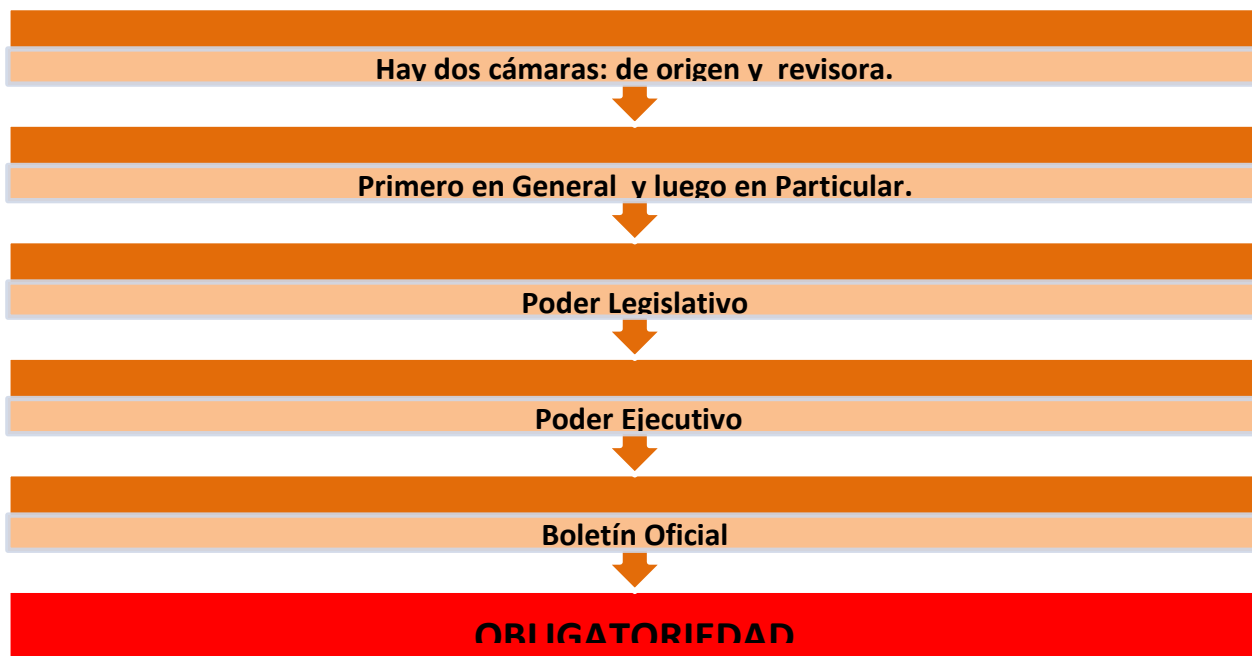 Hay dos cámaras: de origen y revisora.
Primero en General y luego en Particular.
Poder Legislativo
Poder Ejecutivo
Boletín Oficial
OBLIGATORIEDAD